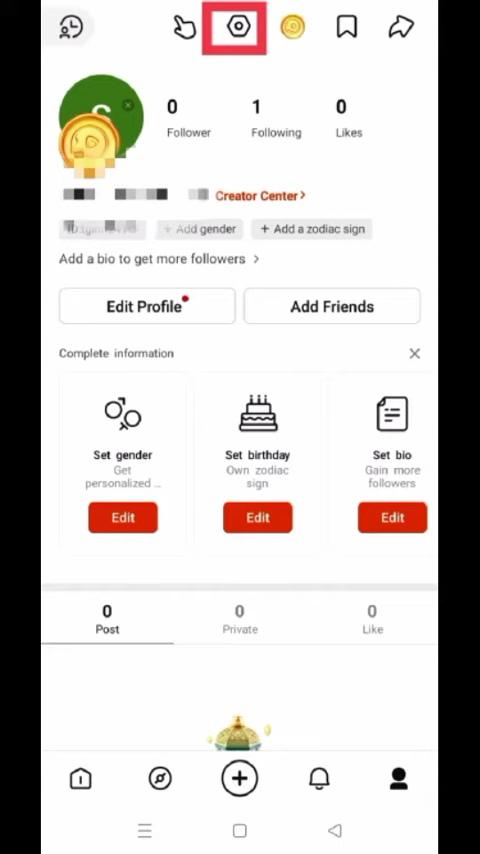 0 1 0
Follower Following Likes
Creator Center >
+ Add gender + Add a zodiac sign
Add a bio to get more followers >
Edit Profile Add Friends
Complete information
Set gender Set birthday Set bio
Get Own zodiac Gain more
personalized ... sign followers
Edit Edit Edit
0 0 0
Post Private Like